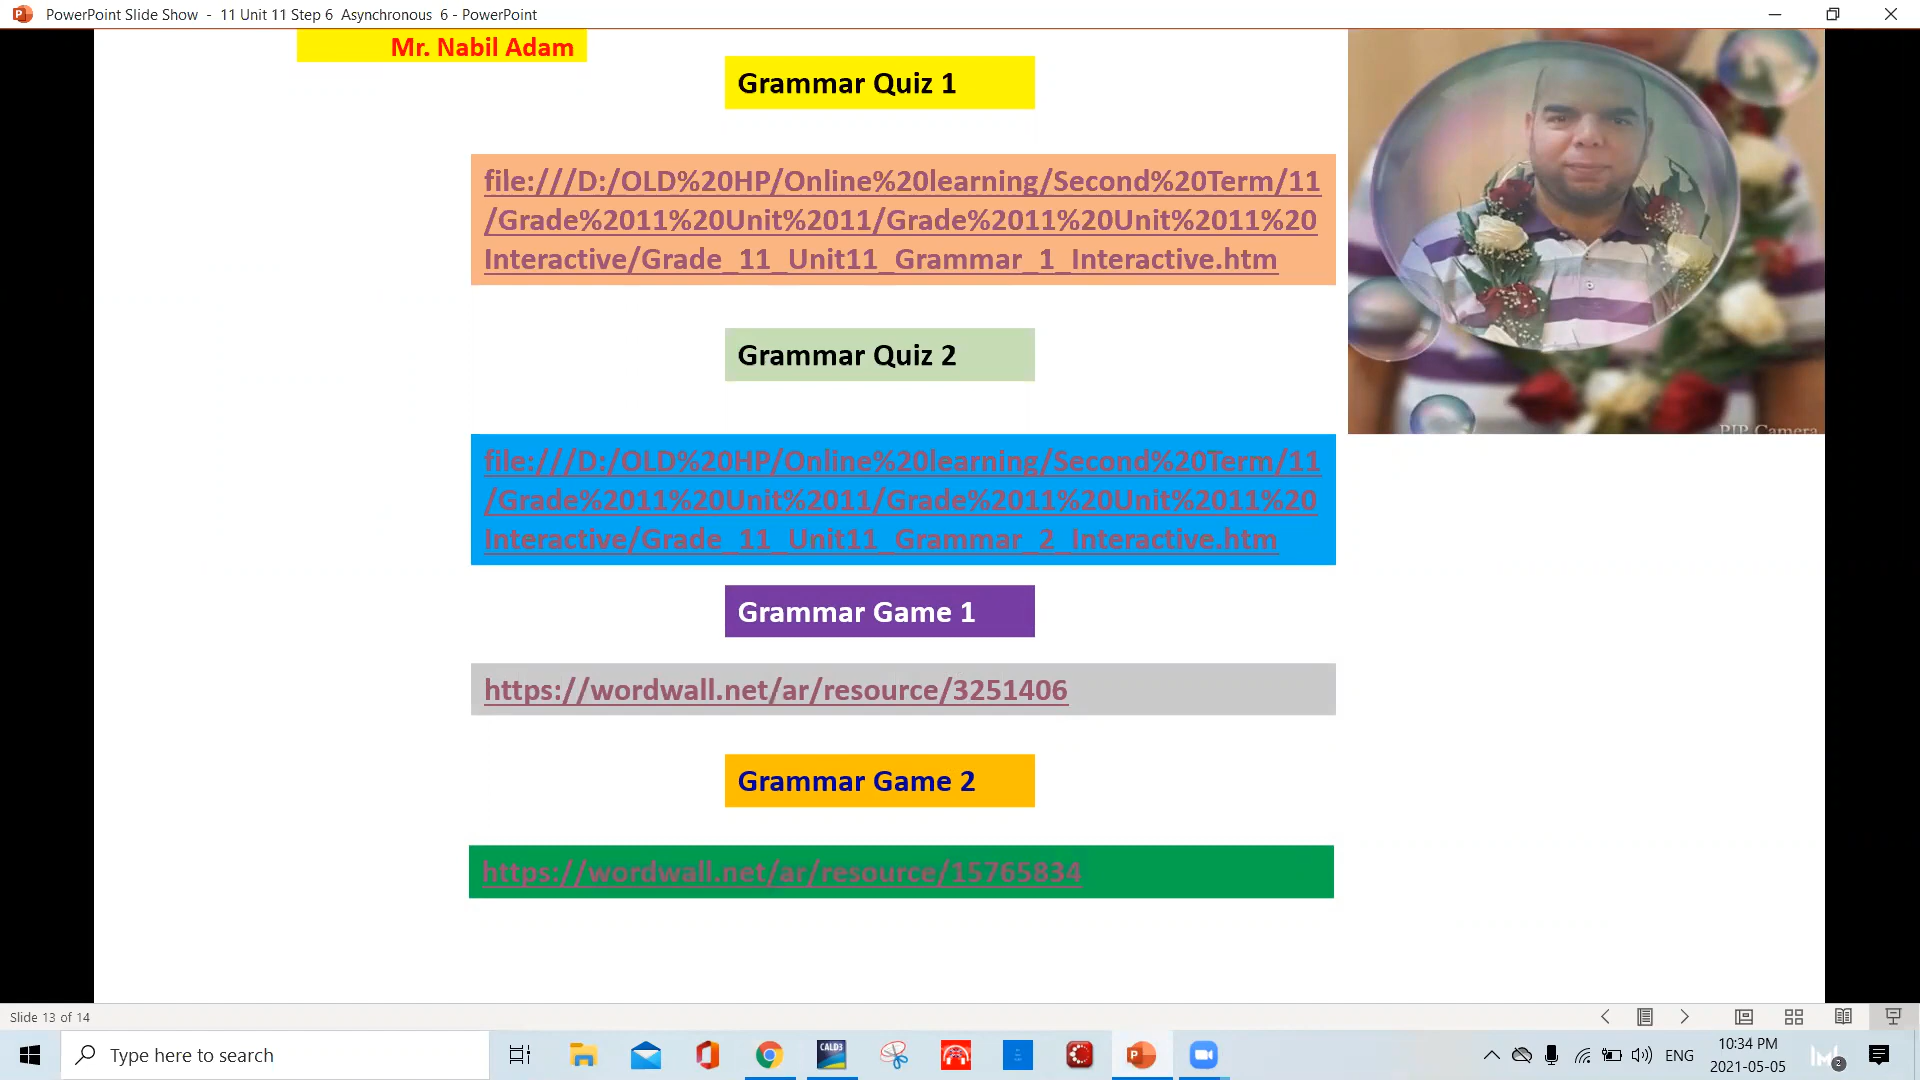 PowerPoint Slide Show - 11 Unit 11 Step 6 Asynchronous 6 - PowerPoint
Mr. Nabil Adam
Grammar Quiz 1
file:///D:/OLD%20HP/Online%20learning/Second%20Term/11
/Grade%2011%20Unit%2011/Grade%2011%20Unit%2011%20
Interactive/Grade_11_Unit11_Grammar_1_Interactive.htm
Grammar Quiz 2
file:///D:/OLD%20HP/Online%20learning/Second%20Term/11
/Grade%2011%20Unit%2011/Grade%2011%20Unit%2011%20
Interactive/Grade_11_Unit11_Grammar_2_Interactive.htm
PIP Camera
Grammar Game 1
https://wordwall.net/ar/resource/3251406
Grammar Game 2
https://wordwall.net/ar/resource/15765834
Slide 13 of 14
Type here to search
CALD3
ENG
10:34 PM
2021-05-05
2